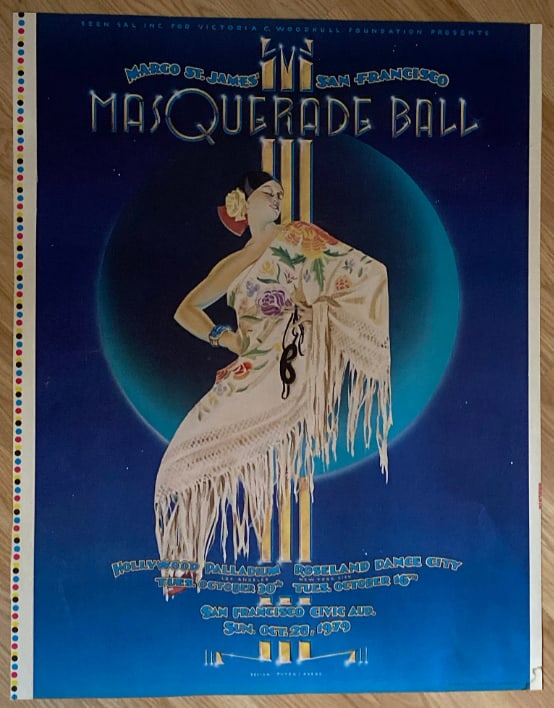 SEEN SAL INC FOR VICTORIA C. WOODHULL FOUNDATION PRESENTS
MARGO ST. JAMES' SAN FRANCISCO
MASQUERADE BALL
HOLLYWOOD PALLADIUM
LOS ANGELES
TUES. OCTOBER 30th
ROSELAND DANCE CITY
NEW YORK CITY
TUES. OCTOBER 16th
SAN FRANCISCO CIVIC AUD.
SUN. OCT. 28, 1979
DESIGN